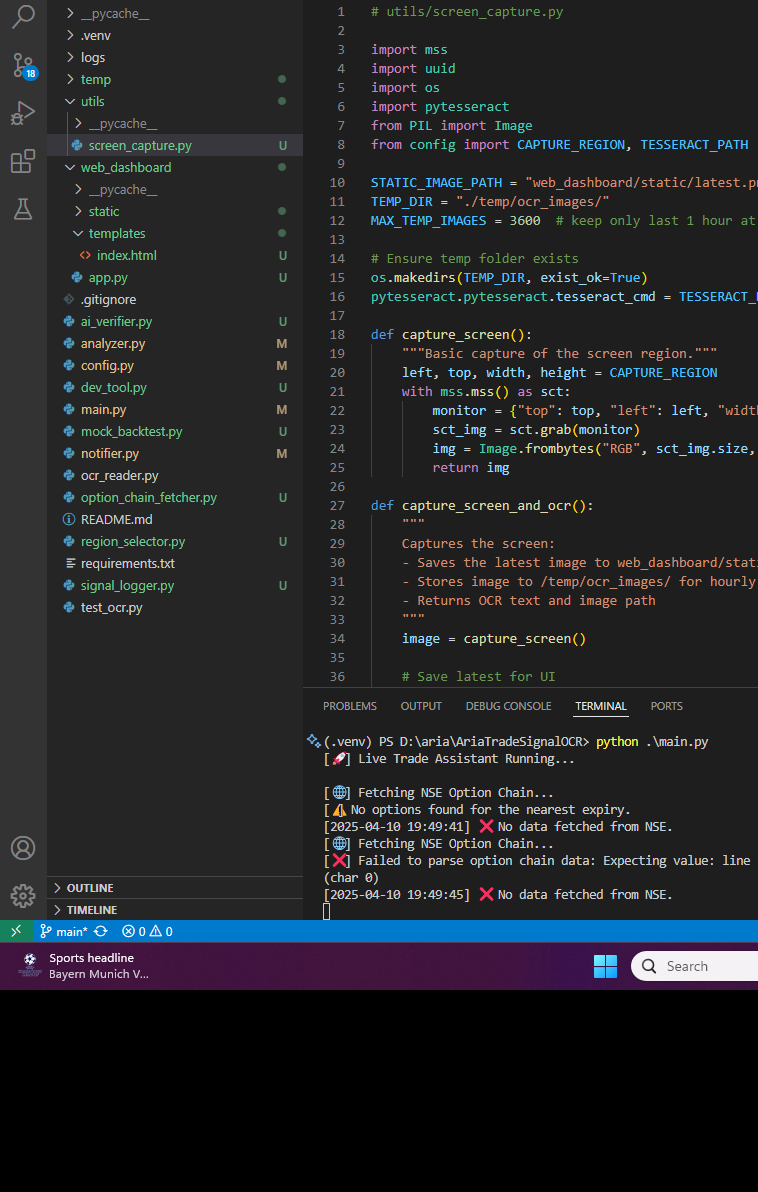 __pycache__
.venv
logs
temp
utils
__pycache__
screen_capture.py U
web_dashboard
__pycache__
static
templates
index.html U
app.py U
.gitignore
ai_verifier.py U
analyzer.py M
config.py M
dev_tool.py U
main.py M
mock_backtest.py U
notifier.py M
ocr_reader.py
option_chain_fetcher.py U
README.md
region_selector.py U
requirements.txt
signal_logger.py U
test_ocr.py
OUTLINE
TIMELINE
18
1 # utils/screen_capture.py
2
3 import mss
4 import uuid
5 import os
6 import pytesseract
7 from PIL import Image
8 from config import CAPTURE_REGION, TESSERACT_PATH
9
10 STATIC_IMAGE_PATH = "web_dashboard/static/latest.
11 TEMP_DIR = "./temp/ocr_images/"
12 MAX_TEMP_IMAGES = 3600  # keep only last 1 hour at
13
14 # Ensure temp folder exists
15 os.makedirs(TEMP_DIR, exist_ok=True)
16 pytesseract.pytesseract.tesseract_cmd = TESSERACT_
17
18 def capture_screen():
19 """Basic capture of the screen region."""
20 left, top, width, height = CAPTURE_REGION
21 with mss.mss() as sct:
22 monitor = {"top": top, "left": left, "widt
23 sct_img = sct.grab(monitor)
24 img = Image.frombytes("RGB", sct_img.size,
25 return img
26
27 def capture_screen_and_ocr():
28 """
29 Captures the screen:
30 - Saves the latest image to web_dashboard/stat
31 - Stores image to /temp/ocr_images/ for hourly
32 - Returns OCR text and image path
33 """
34 image = capture_screen()
35
36 # Save latest for UI
PROBLEMS OUTPUT DEBUG CONSOLE TERMINAL PORTS
(.venv) PS D:\aria\AriaTradeSignalOCR> python .\main.py
[🚀] Live Trade Assistant Running...
[🌐] Fetching NSE Option Chain...
[⚠️ No options found for the nearest expiry.
[2025-04-10 19:49:41] ❌ No data fetched from NSE.
[🌐] Fetching NSE Option Chain...
[❌] Failed to parse option chain data: Expecting value: line
(char 0)
[2025-04-10 19:49:45] ❌ No data fetched from NSE.
main* 0 0
Sports headline
Bayern Munich V...
Search